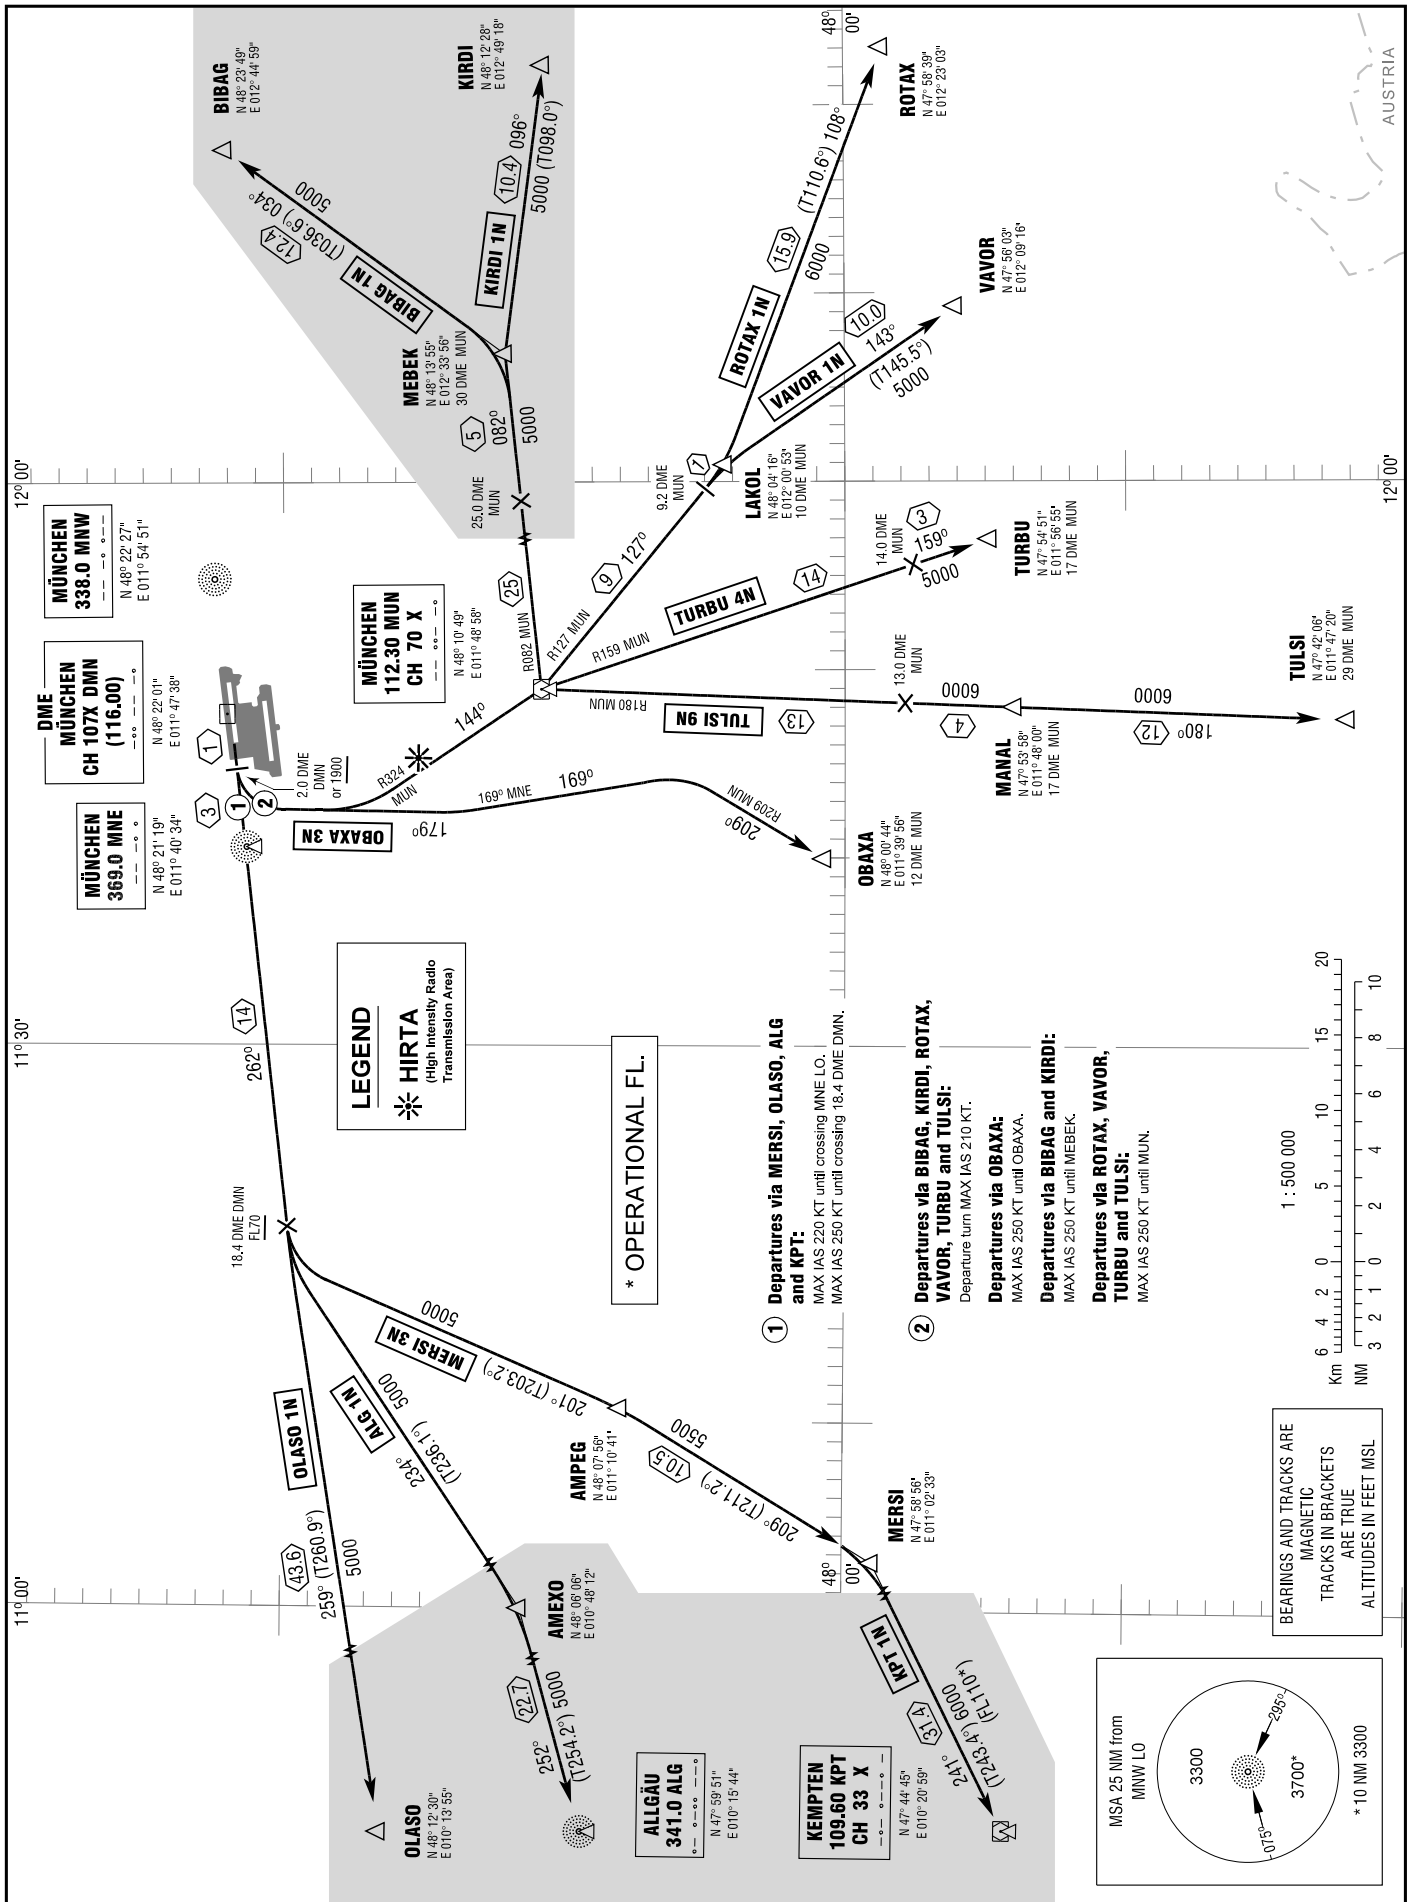 BIBAG
N 48° 23' 49"
E 012° 44' 59"
KIRDI
N 48° 12' 28"
E 012° 49' 18"
48°
00'
ROTAX
N 47° 58' 39"
E 012° 23' 03"
AUSTRIA
5000
(T036.6°) 034°
12.4
BIBAG 1N
10.4 096°
5000 (T098.0°)
KIRDI 1N
MEBEK
N 48° 13' 55"
E 012° 33' 56"
30 DME MUN
5
082°
5000
(T110.6°) 108°
15.9
6000
ROTAX 1N
VAVOR
N 47° 56' 03"
E 012° 09' 16"
10.0
143°
(T145.5°)
5000
VAVOR 1N
12° 00'
25.0 DME
MUN
9.2 DME
MUN
1
LAKOL
N 48° 04' 16"
E 012° 00' 53"
10 DME MUN
12° 00'
MÜNCHEN
338.0 MNW
N 48° 22' 27"
E 011° 54' 51"
DME
MÜNCHEN
CH 107X DMN
(116.00)
N 48° 22' 01"
E 011° 47' 38"
MÜNCHEN
369.0 MNE
N 48° 21' 19"
E 011° 40' 34"
MÜNCHEN
112.30 MUN
CH 70 X
N 48° 10' 49"
E 011° 48' 58"
25
R082 MUN
9
127°
R127 MUN
14.0 DME
MUN
3
159°
5000
TURBU
N 47° 54' 51"
E 011° 56' 55"
17 DME MUN
14
TURBU 4N
R159 MUN
13.0 DME
MUN
R180 MUN
TULSI 9N
13
6000
4
MANAL
N 47° 53' 58"
E 011° 48' 00"
17 DME MUN
6000
12
180°
TULSI
N 47° 42' 06"
E 011° 47' 20"
29 DME MUN
1
3
1
2
2.0 DME
DMN
or 1900
144°
R324
MUN
OBAXA 3N
179°
169° MNE
169°
R209 MUN
209°
OBAXA
N 48° 00' 44"
E 011° 39' 56"
12 DME MUN
11° 30'
14
262°
LEGEND
HIRTA
(High Intensity Radio
Transmission Area)
* OPERATIONAL FL.
1 Departures via MERSI, OLASO, ALG
and KPT:
MAX IAS 220 KT until crossing MNE LO.
MAX IAS 250 KT until crossing 18.4 DME DMN.
2 Departures via BIBAG, KIRDI, ROTAX,
VAVOR, TURBU and TULSI:
Departure turn MAX IAS 210 KT.
Departures via OBAXA:
MAX IAS 250 KT until OBAXA.
Departures via BIBAG and KIRDI:
MAX IAS 250 KT until MEBEK.
Departures via ROTAX, VAVOR,
TURBU and TULSI:
MAX IAS 250 KT until MUN.
1 : 500 000
Km 6 4 2 0 5 10 15 20
NM 3 2 1 0 2 4 6 8 10
18.4 DME DMN
FL70
5000
MERSI 3N
201° (T203.2°)
5000
ALG 1N
234°
(T236.1°)
OLASO 1N
43.6
259° (T260.9°)
5000
AMPEG
N 48° 07' 56"
E 011° 10' 41"
5500
10.5
209° (T211.2°)
48°
00'
MERSI
N 47° 58' 56"
E 011° 02' 33"
11° 00'
AMEXO
N 48° 06' 06"
E 010° 48' 12"
22.7
252°
(T254.2°) 5000
KPT 1N
31.4
241°
(T243.4°) 6000
(FL110*)
OLASO
N 48° 12' 30"
E 010° 13' 55"
ALLGÄU
341.0 ALG
N 47° 59' 51"
E 010° 15' 44"
KEMPTEN
109.60 KPT
CH 33 X
N 47° 44' 45"
E 010° 20' 59"
BEARINGS AND TRACKS ARE
MAGNETIC
TRACKS IN BRACKETS
ARE TRUE
ALTITUDES IN FEET MSL
MSA 25 NM from
MNW LO
3300
295°
075°
3700*
* 10 NM 3300